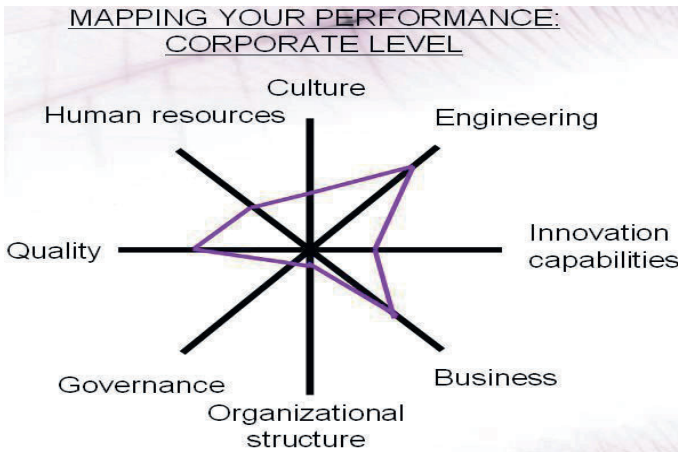 MAPPING YOUR PERFORMANCE:
CORPORATE LEVEL
Culture
Human resources
Engineering
Quality
Innovation
capabilities
Governance
Business
Organizational
structure